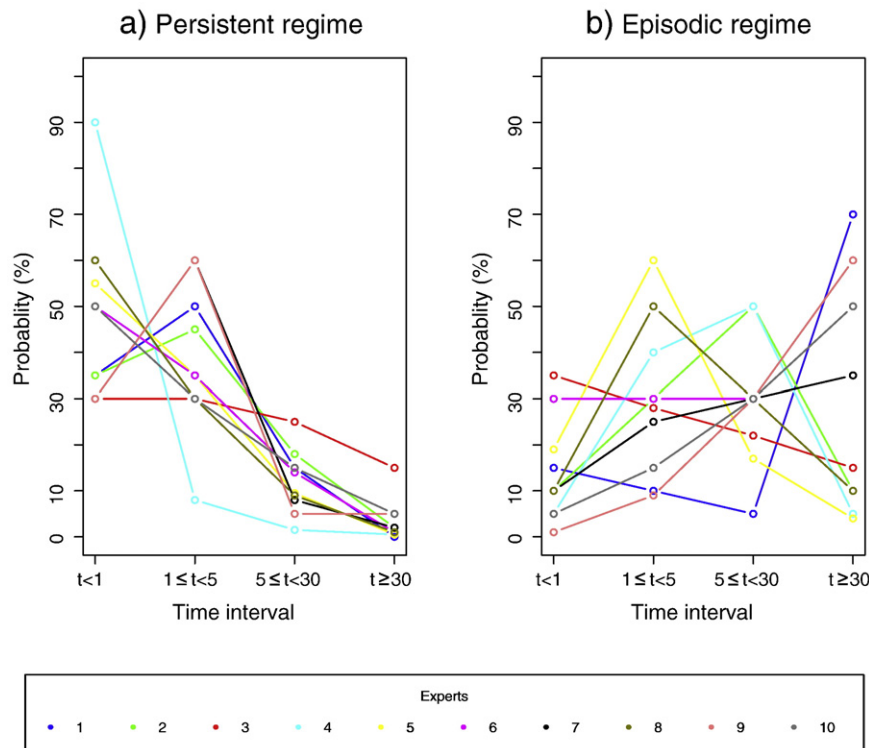 a) Persistent regime
b) Episodic regime
Probablity (%)
90
70
50
30
10
0
t<1
1≤t<5
5≤t<30
t≥30
Time interval
Probablity (%)
90
70
50
30
10
0
t<1
1≤t<5
5≤t<30
t≥30
Time interval
Experts
1 2 3 4 5 6 7 8 9 10